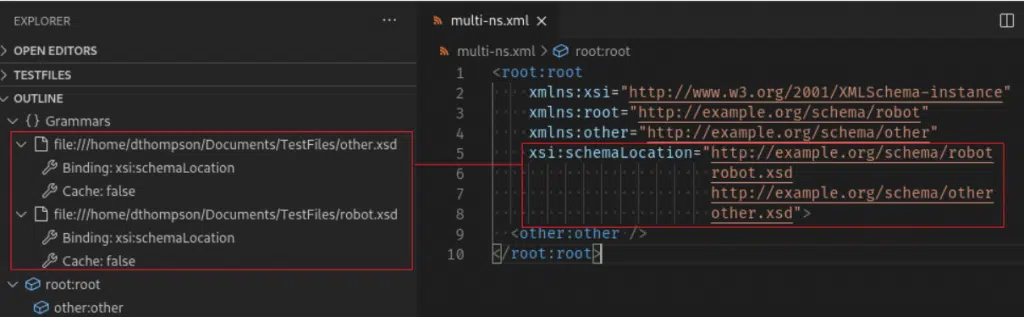 EXPLORER
OPEN EDITORS
TESTFILES
OUTLINE
{} Grammars
file:///home/dthompson/Documents/TestFiles/other.xsd
Binding: xsi:schemaLocation
Cache: false
file:///home/dthompson/Documents/TestFiles/robot.xsd
Binding: xsi:schemaLocation
Cache: false
root:root
other:other
multi-ns.xml
multi-ns.xml > root:root
1 <root:root
2 xmlns:xsi="http://www.w3.org/2001/XMLSchema-instance"
3 xmlns:root="http://example.org/schema/robot"
4 xmlns:other="http://example.org/schema/other"
5 xsi:schemaLocation="http://example.org/schema/robot
6 robot.xsd
7 http://example.org/schema/other
8 other.xsd">
9 <other:other />
10 </root:root>